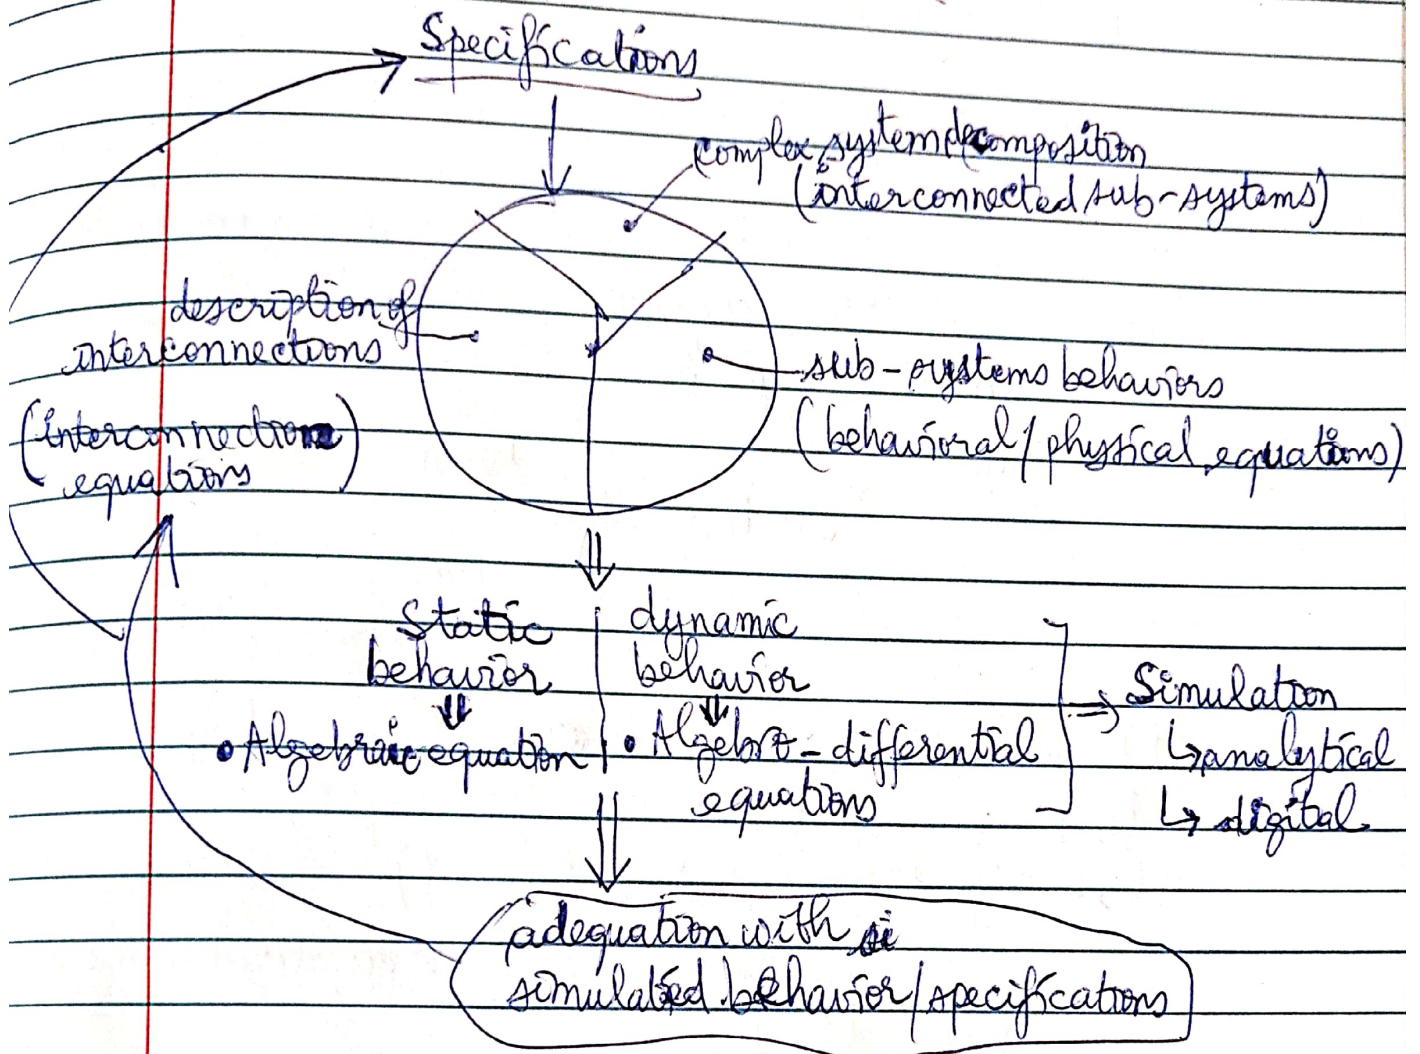 Specifications
complex system decomposition
(interconnected sub-systems)
description of
interconnections
(interconnection
equations)
sub-systems behaviors
(behavioral/physical equations)
Static
behavior
⇓
• Algebraic equation
dynamic
behavior
⇓
• Algebro-differential
equations
⇒ Simulation
↳ analytical
↳ digital
adequation with
simulated behavior/specifications